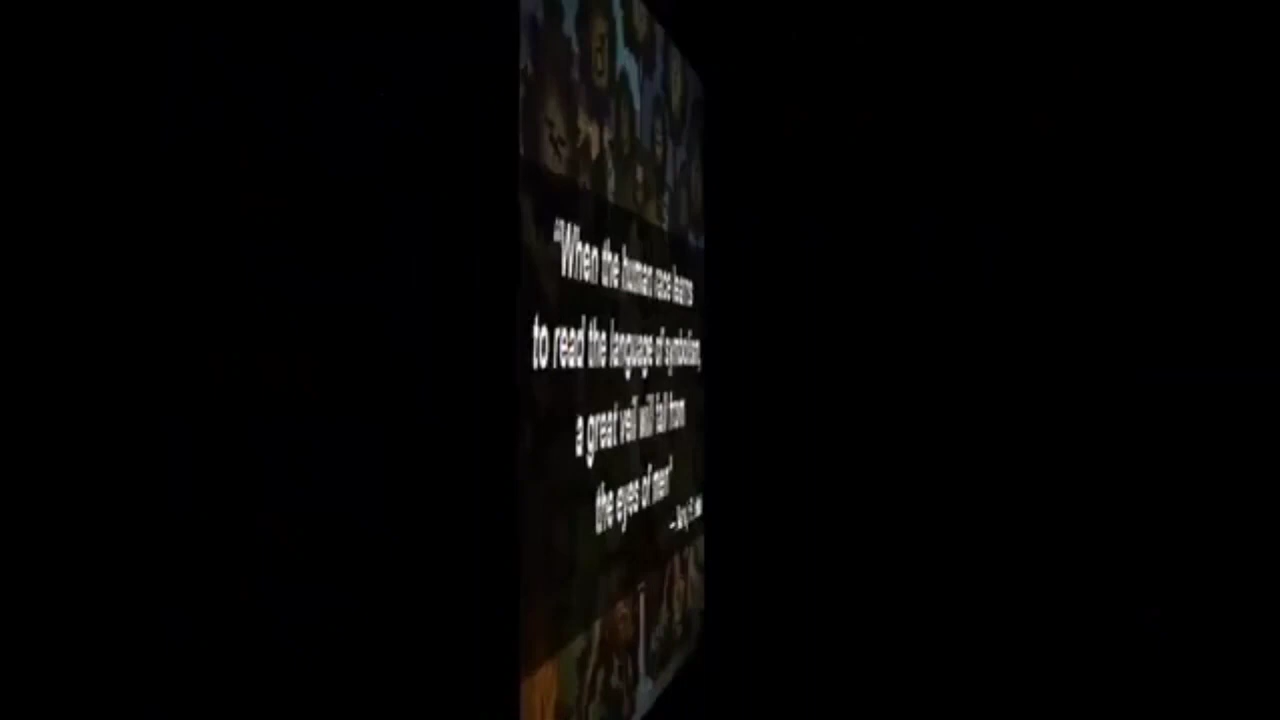 “When the human race learns
to read the language of symbolism,
a great veil will fall from
the eyes of men”